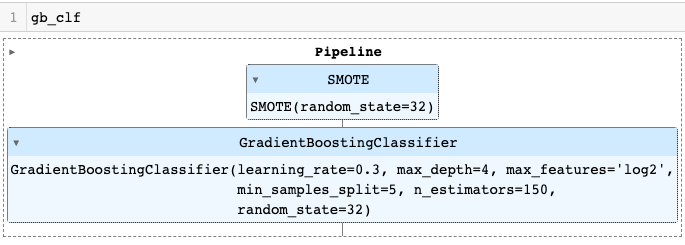 1 gb_clf
Pipeline
SMOTE
SMOTE(random_state=32)
GradientBoostingClassifier
GradientBoostingClassifier(learning_rate=0.3, max_depth=4, max_features='log2',
min_samples_split=5, n_estimators=150,
random_state=32)